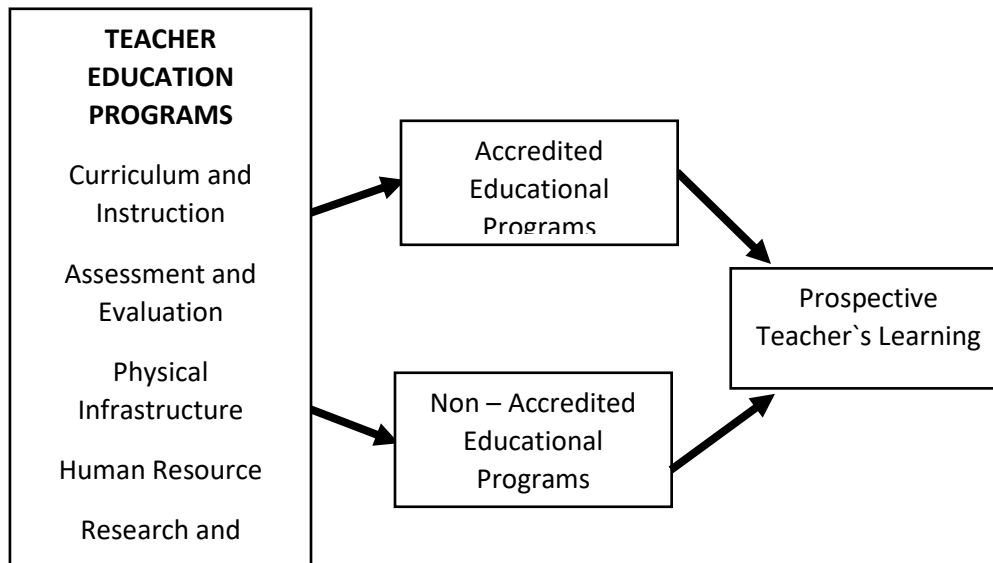 TEACHER
EDUCATION
PROGRAMS
Curriculum and
Instruction
Assessment and
Evaluation
Physical
Infrastructure
Human Resource
Research and
Accredited
Educational
Programs
Non – Accredited
Educational
Programs
Prospective
Teacher`s Learning